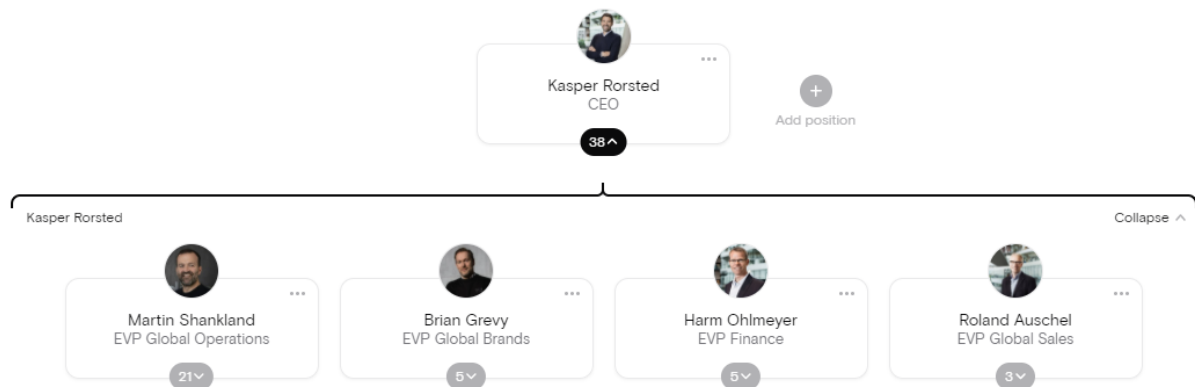 Kasper Rorsted
CEO
38
Add position
Kasper Rorsted
Collapse
Martin Shankland
EVP Global Operations
21
Brian Grevy
EVP Global Brands
5
Harm Ohlmeyer
EVP Finance
5
Roland Auschel
EVP Global Sales
3